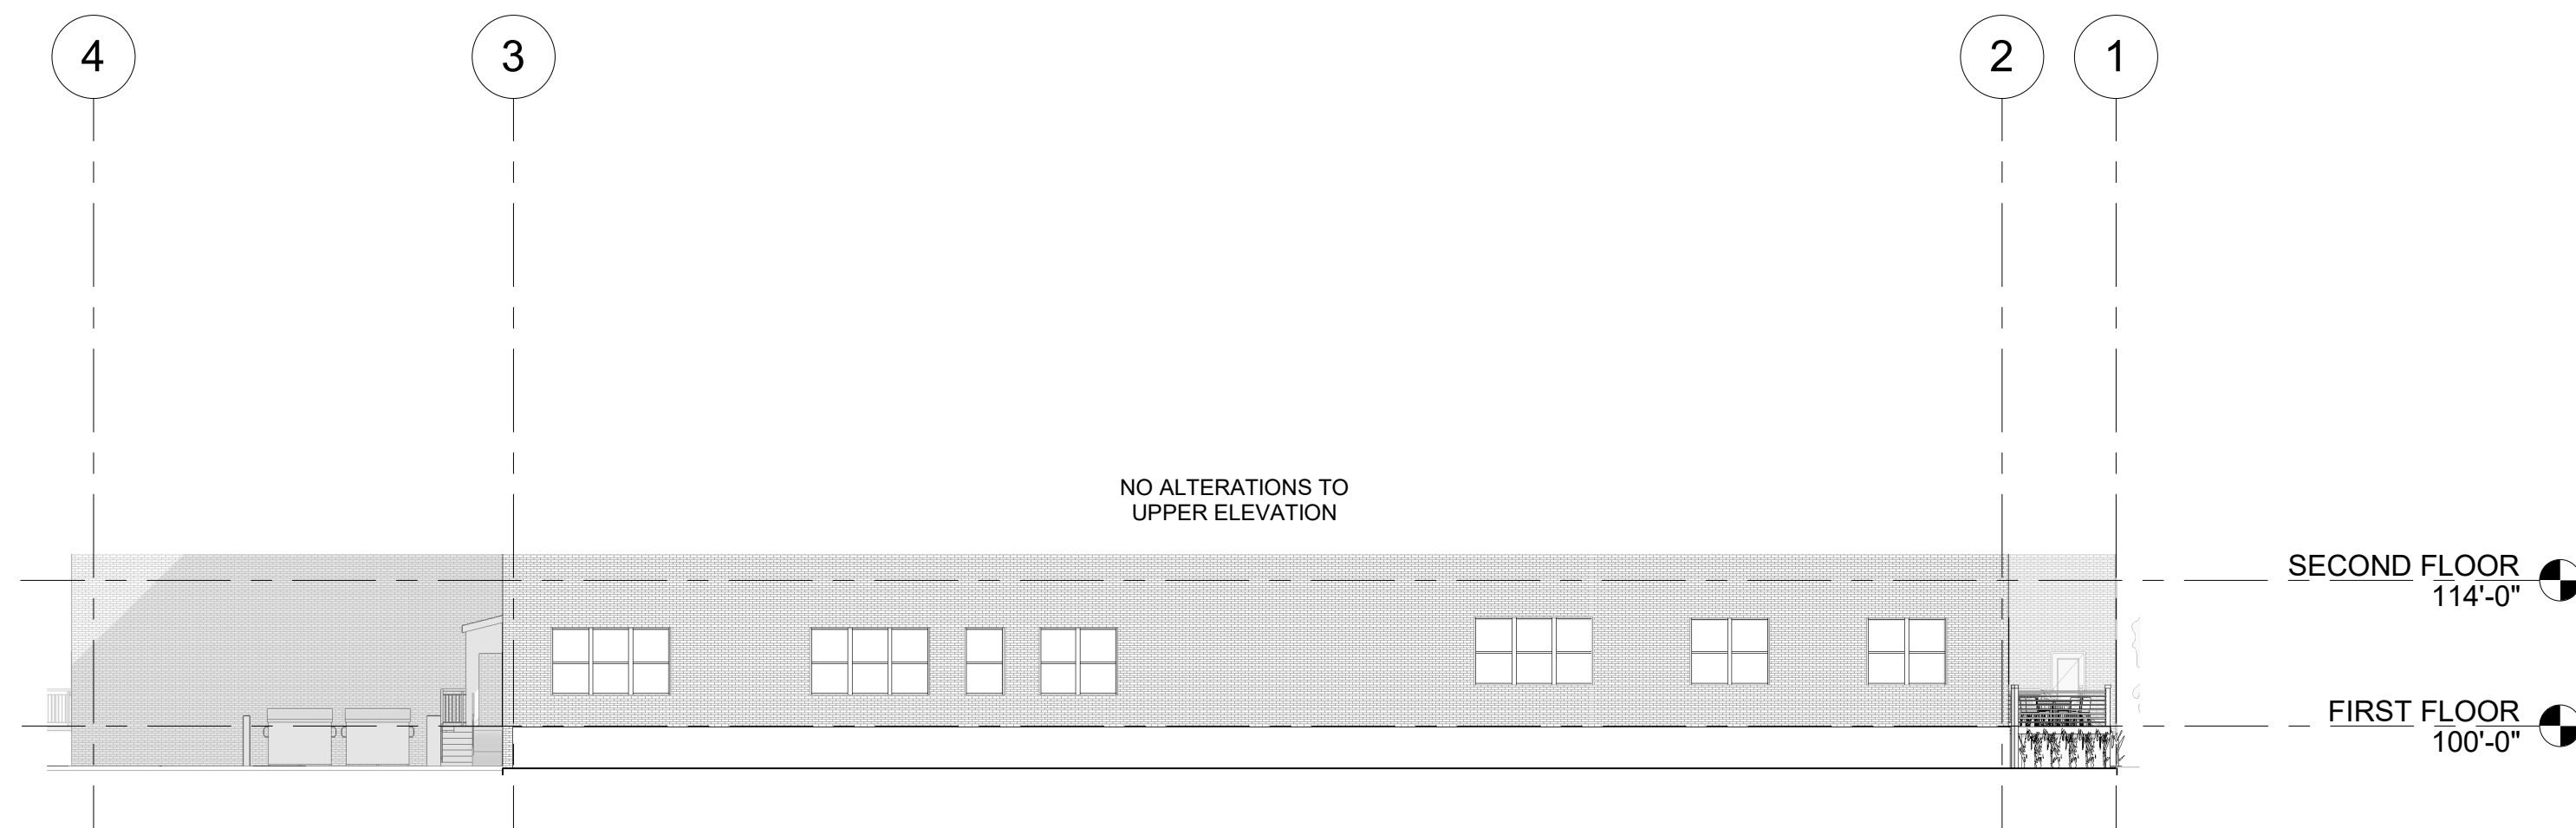 4
3
2
1
NO ALTERATIONS TO
UPPER ELEVATION
SECOND FLOOR
114'-0"
FIRST FLOOR
100'-0"